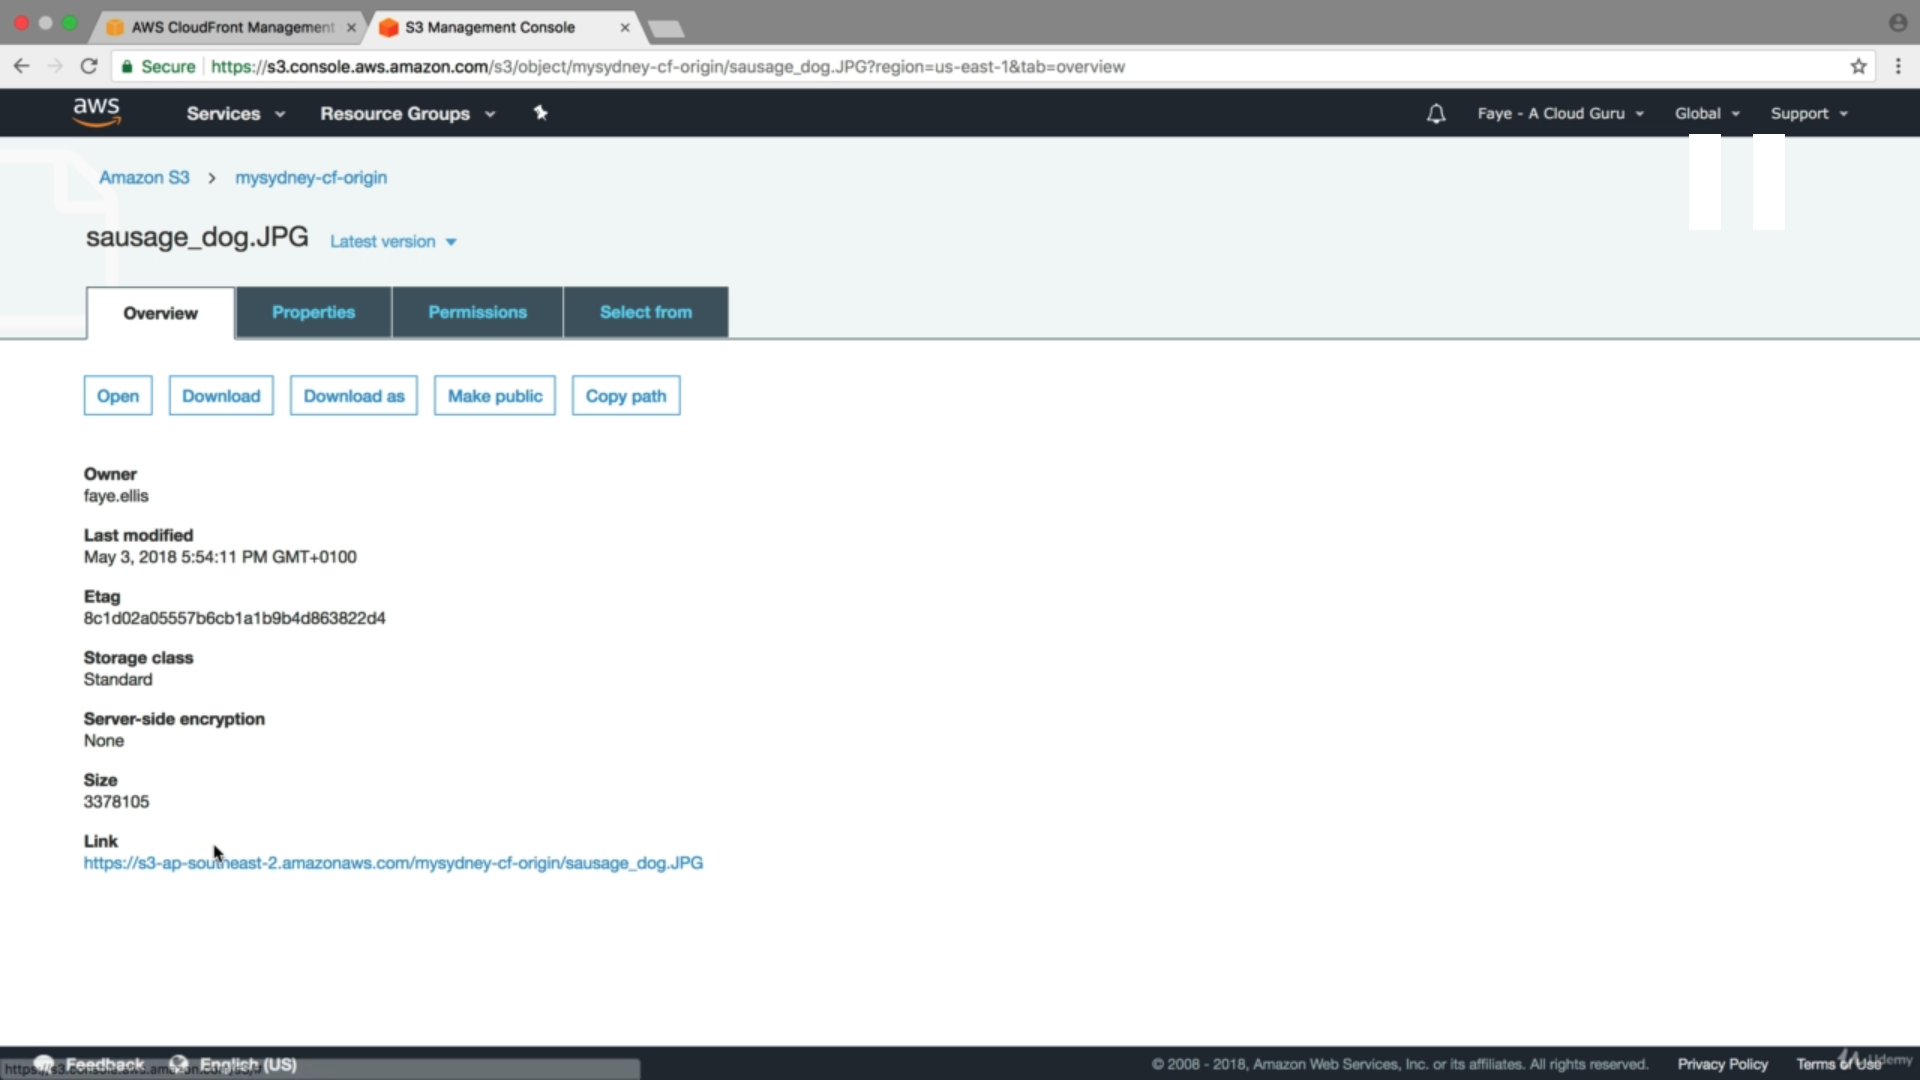 AWS CloudFront Management
S3 Management Console
Secure https://s3.console.aws.amazon.com/s3/object/mysydney-cf-origin/sausage_dog.JPG?region=us-east-1&tab=overview
aws Services Resource Groups Faye - A Cloud Guru Global Support
Amazon S3 > mysydney-cf-origin
sausage_dog.JPG Latest version
Overview Properties Permissions Select from
Open Download Download as Make public Copy path
Owner
faye.ellis
Last modified
May 3, 2018 5:54:11 PM GMT+0100
Etag
8c1d02a05557b6cb1a1b9b4d863822d4
Storage class
Standard
Server-side encryption
None
Size
3378105
Link
https://s3-ap-southeast-2.amazonaws.com/mysydney-cf-origin/sausage_dog.JPG
Feedback English (US) © 2008 - 2018, Amazon Web Services, Inc. or its affiliates. All rights reserved. Privacy Policy Terms of Use
Udemy